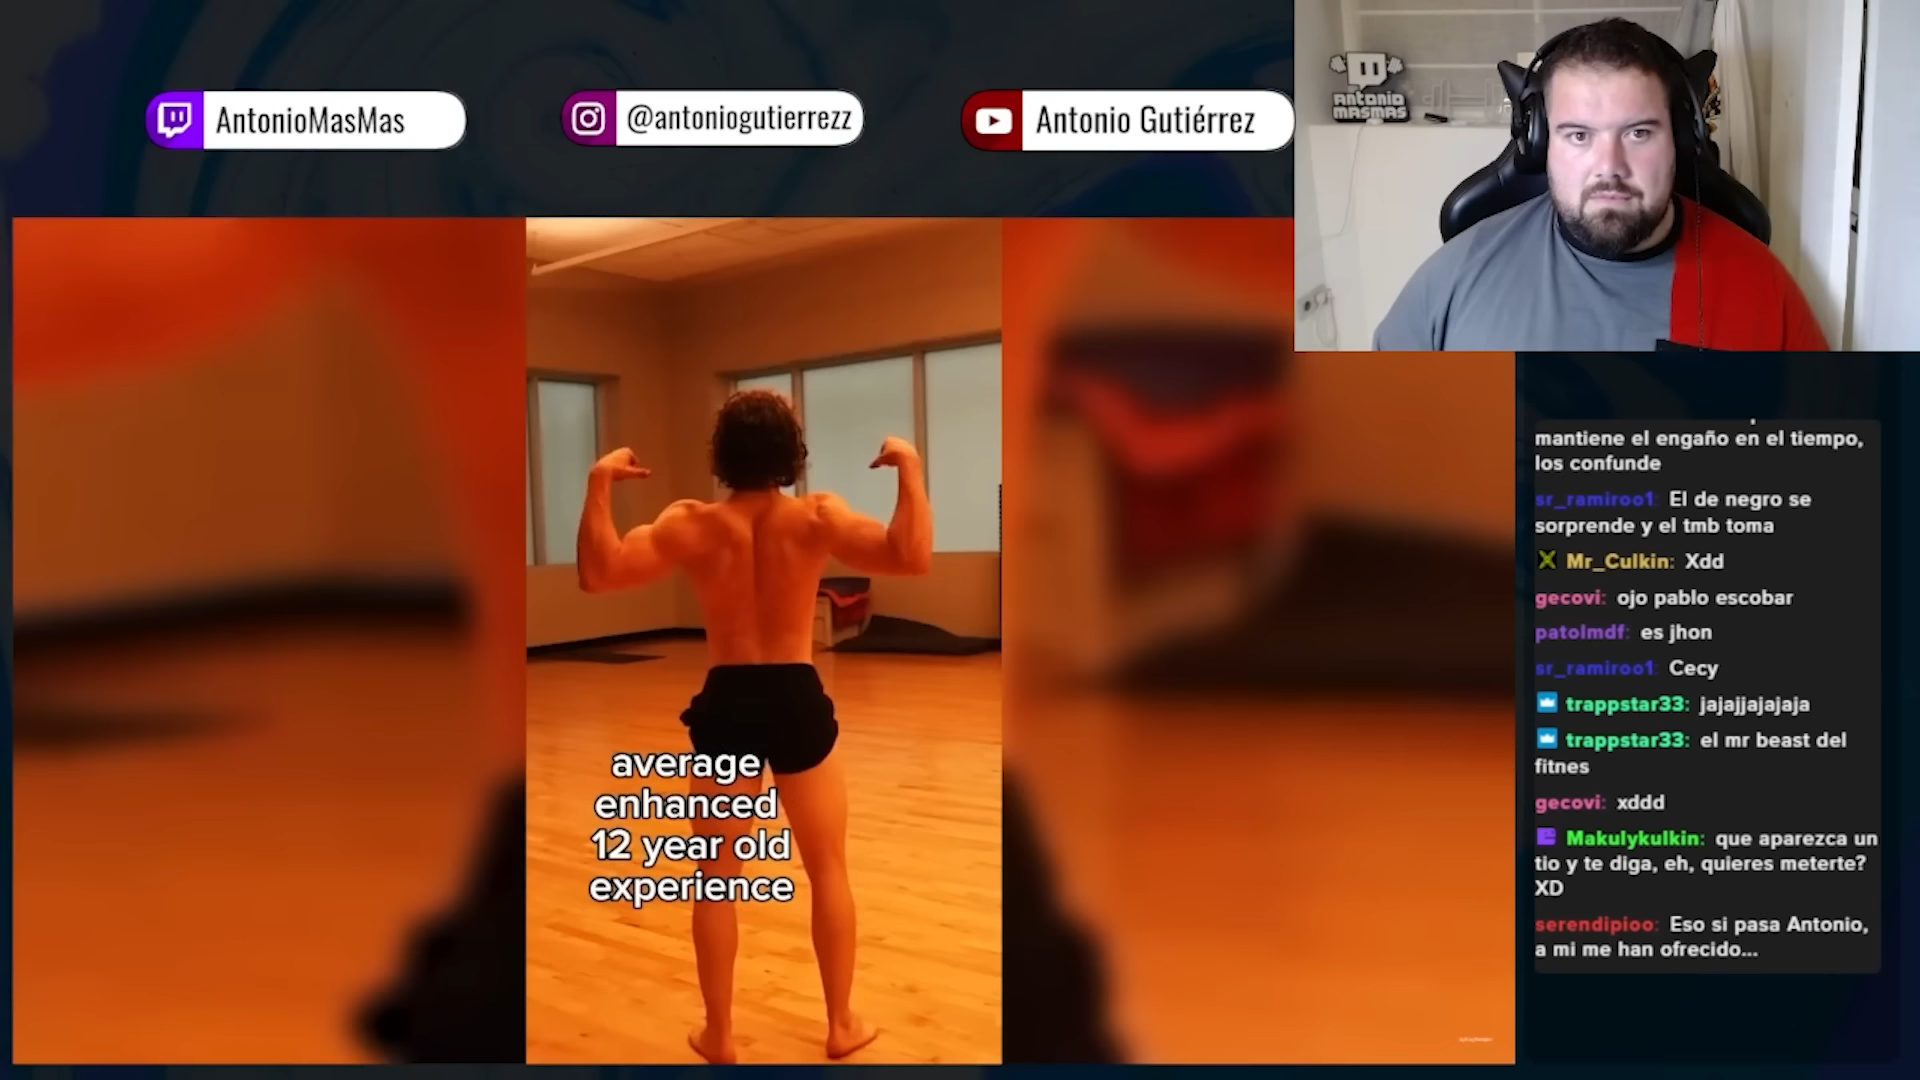 AntonioMasMas
@antoniogutierrezz
Antonio Gutiérrez
antonio
masmas
average
enhanced
12 year old
experience
mantiene el engaño en el tiempo,
los confunde
sr_ramiroo1: El de negro se
sorprende y el tmb toma
Mr_Culkin: Xdd
gecovi: ojo pablo escobar
patolmdf: es jhon
sr_ramiroo1: Cecy
trappstar33: jajajjajajaja
trappstar33: el mr beast del
fitnes
gecovi: xddd
Makulykulkin: que aparezca un
tio y te diga, eh, quieres meterte?
XD
serendipioo: Eso si pasa Antonio,
a mi me han ofrecido...